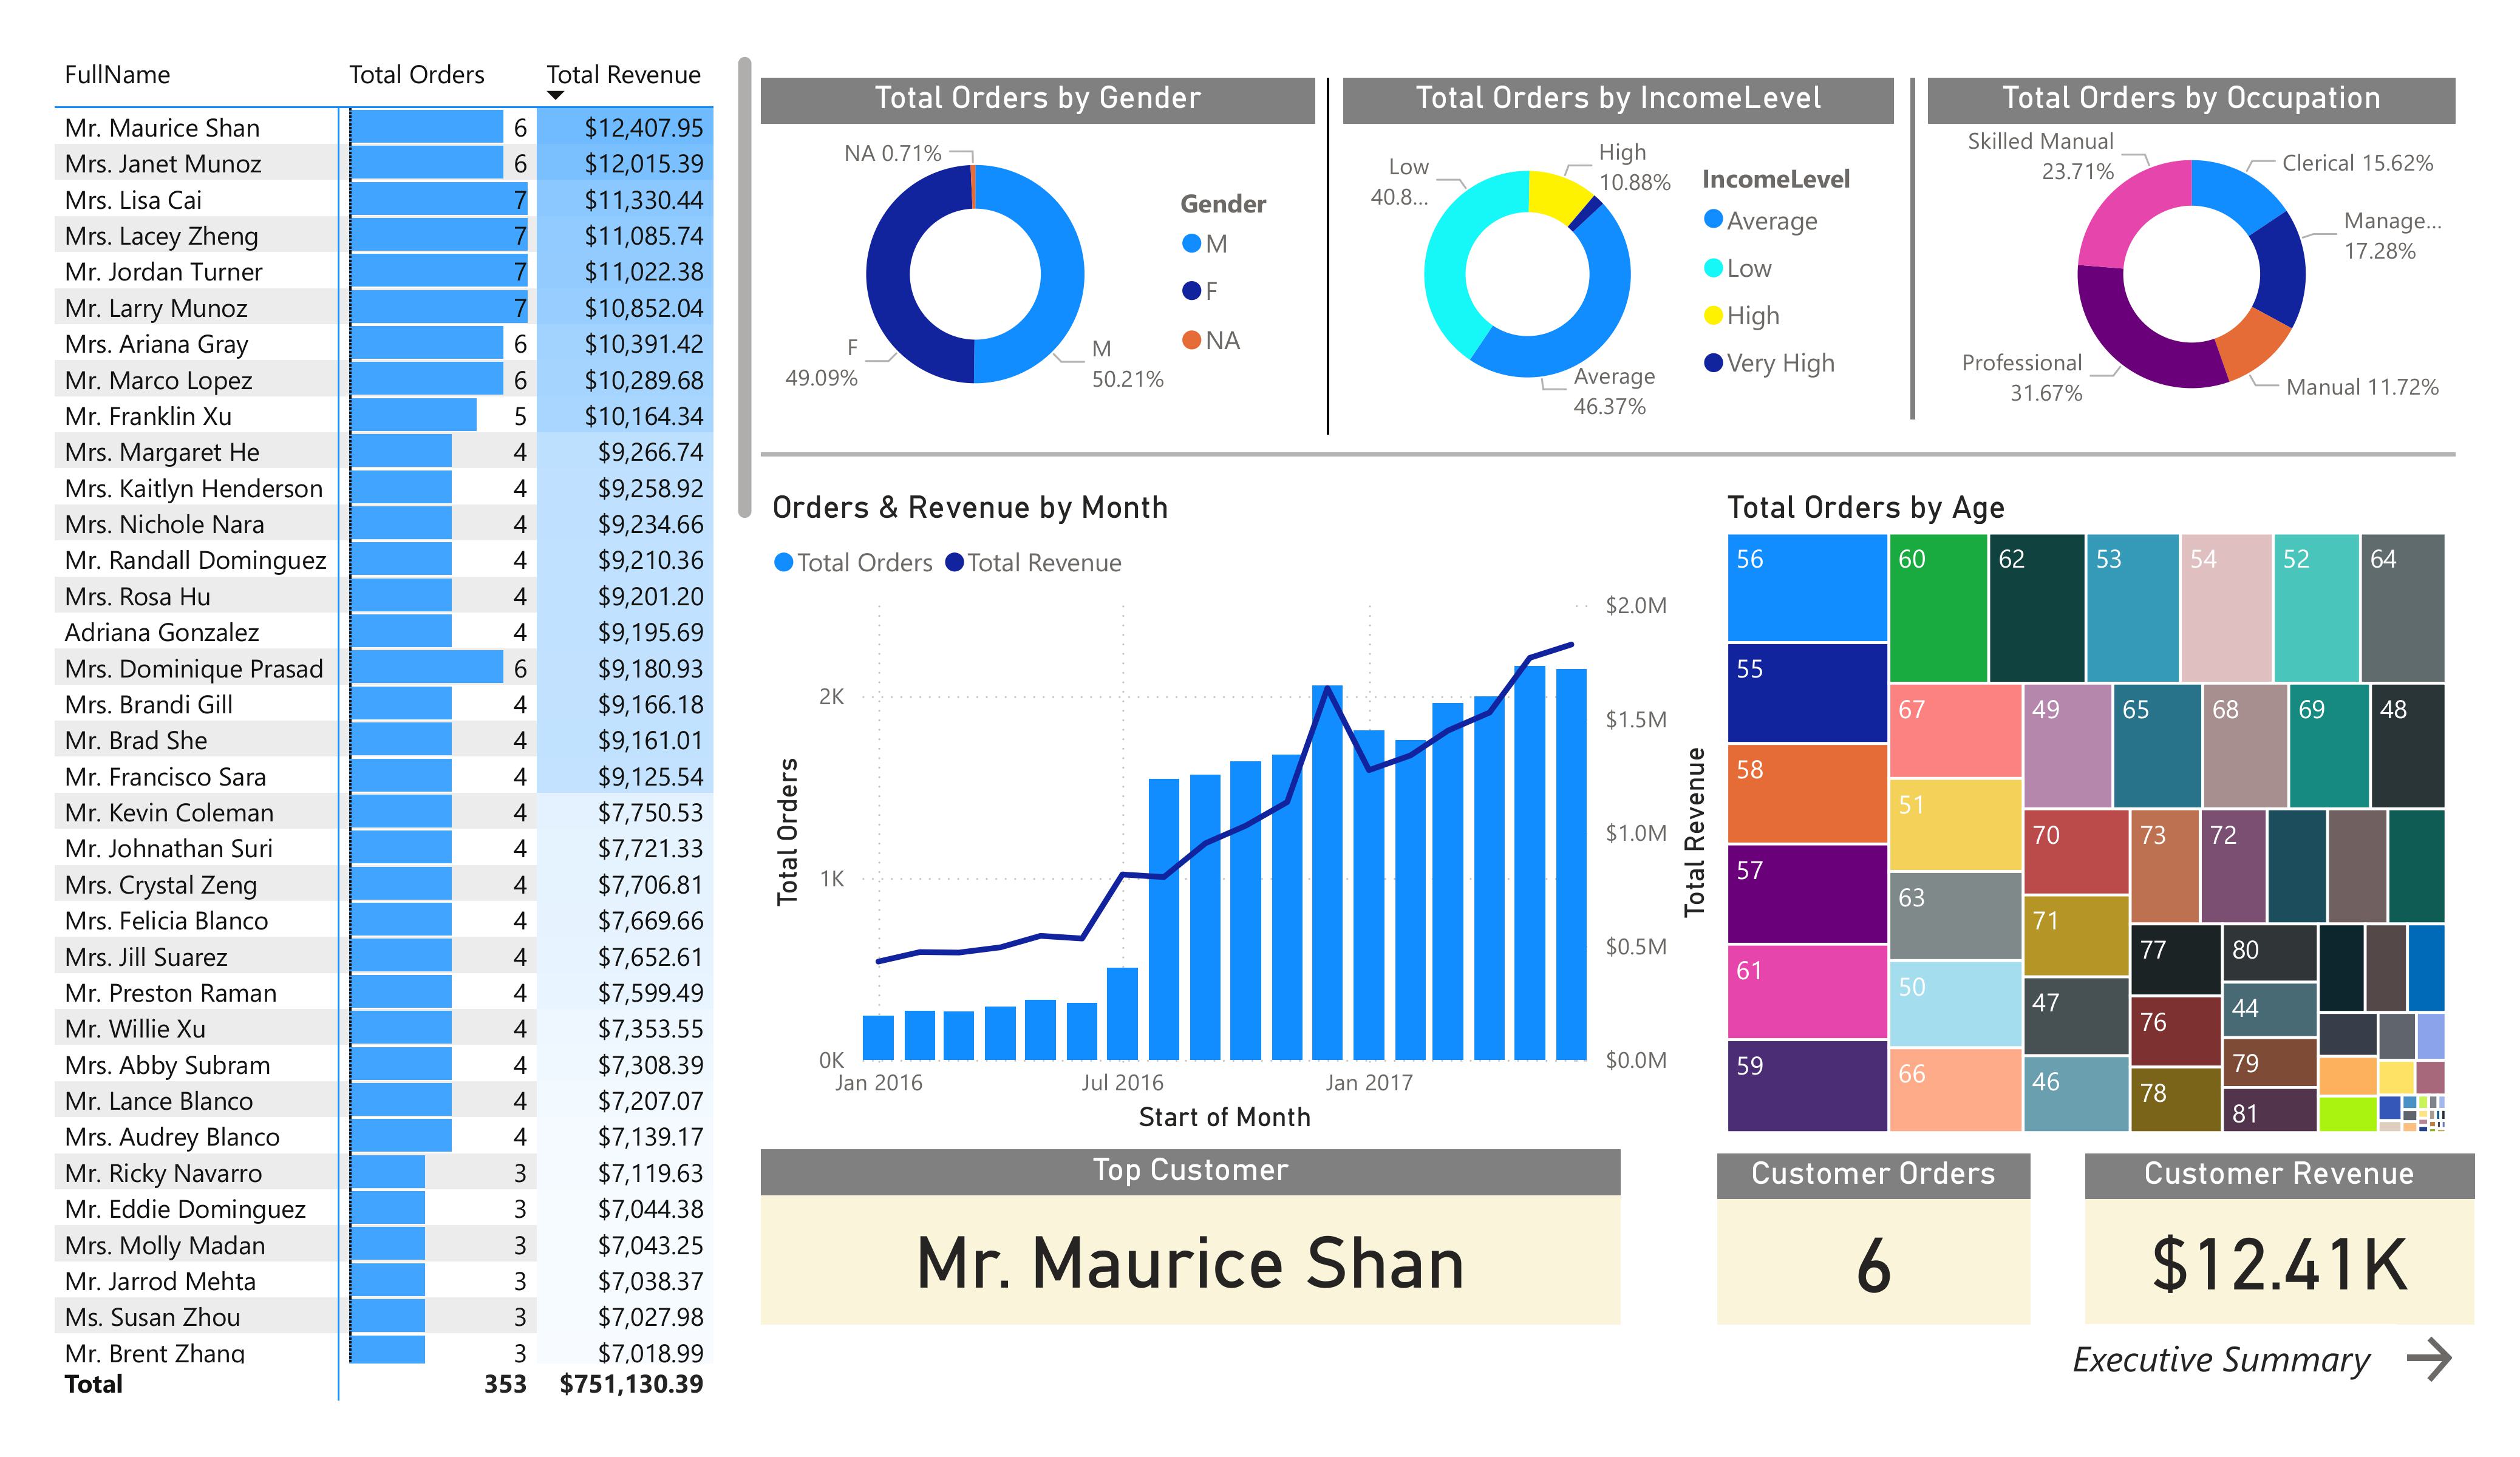 FullName Total Orders Total Revenue
Mr. Maurice Shan 6 $12,407.95
Mrs. Janet Munoz 6 $12,015.39
Mrs. Lisa Cai 7 $11,330.44
Mrs. Lacey Zheng 7 $11,085.74
Mr. Jordan Turner 7 $11,022.38
Mr. Larry Munoz 7 $10,852.04
Mrs. Ariana Gray 6 $10,391.42
Mr. Marco Lopez 6 $10,289.68
Mr. Franklin Xu 5 $10,164.34
Mrs. Margaret He 4 $9,266.74
Mrs. Kaitlyn Henderson 4 $9,258.92
Mrs. Nichole Nara 4 $9,234.66
Mr. Randall Dominguez 4 $9,210.36
Mrs. Rosa Hu 4 $9,201.20
Adriana Gonzalez 4 $9,195.69
Mrs. Dominique Prasad 6 $9,180.93
Mrs. Brandi Gill 4 $9,166.18
Mr. Brad She 4 $9,161.01
Mr. Francisco Sara 4 $9,125.54
Mr. Kevin Coleman 4 $7,750.53
Mr. Johnathan Suri 4 $7,721.33
Mrs. Crystal Zeng 4 $7,706.81
Mrs. Felicia Blanco 4 $7,669.66
Mrs. Jill Suarez 4 $7,652.61
Mr. Preston Raman 4 $7,599.49
Mr. Willie Xu 4 $7,353.55
Mrs. Abby Subram 4 $7,308.39
Mr. Lance Blanco 4 $7,207.07
Mrs. Audrey Blanco 4 $7,139.17
Mr. Ricky Navarro 3 $7,119.63
Mr. Eddie Dominguez 3 $7,044.38
Mrs. Molly Madan 3 $7,043.25
Mr. Jarrod Mehta 3 $7,038.37
Ms. Susan Zhou 3 $7,027.98
Mr. Brent Zhang 3 $7,018.99
Total 353 $751,130.39
Total Orders by Gender
NA 0.71%
F
49.09%
M
50.21%
Gender
M
F
NA
Total Orders by IncomeLevel
Low
40.8...
High
10.88%
Average
46.37%
IncomeLevel
Average
Low
High
Very High
Total Orders by Occupation
Skilled Manual
23.71%
Clerical 15.62%
Manage...
17.28%
Professional
31.67%
Manual 11.72%
Orders & Revenue by Month
Total Orders Total Revenue
$2.0M
2K
$1.5M
1K
$1.0M
$0.5M
0K
$0.0M
Total Orders
Total Revenue
Jan 2016 Jul 2016 Jan 2017
Start of Month
Total Orders by Age
56 60 62 53 54 52 64
55
67 49 65 68 69 48
58
51
70 73 72
57
63
71
77 80
61
50
47
44
76
59
66
46
79
78
81
Top Customer
Mr. Maurice Shan
Customer Orders
6
Customer Revenue
$12.41K
Executive Summary